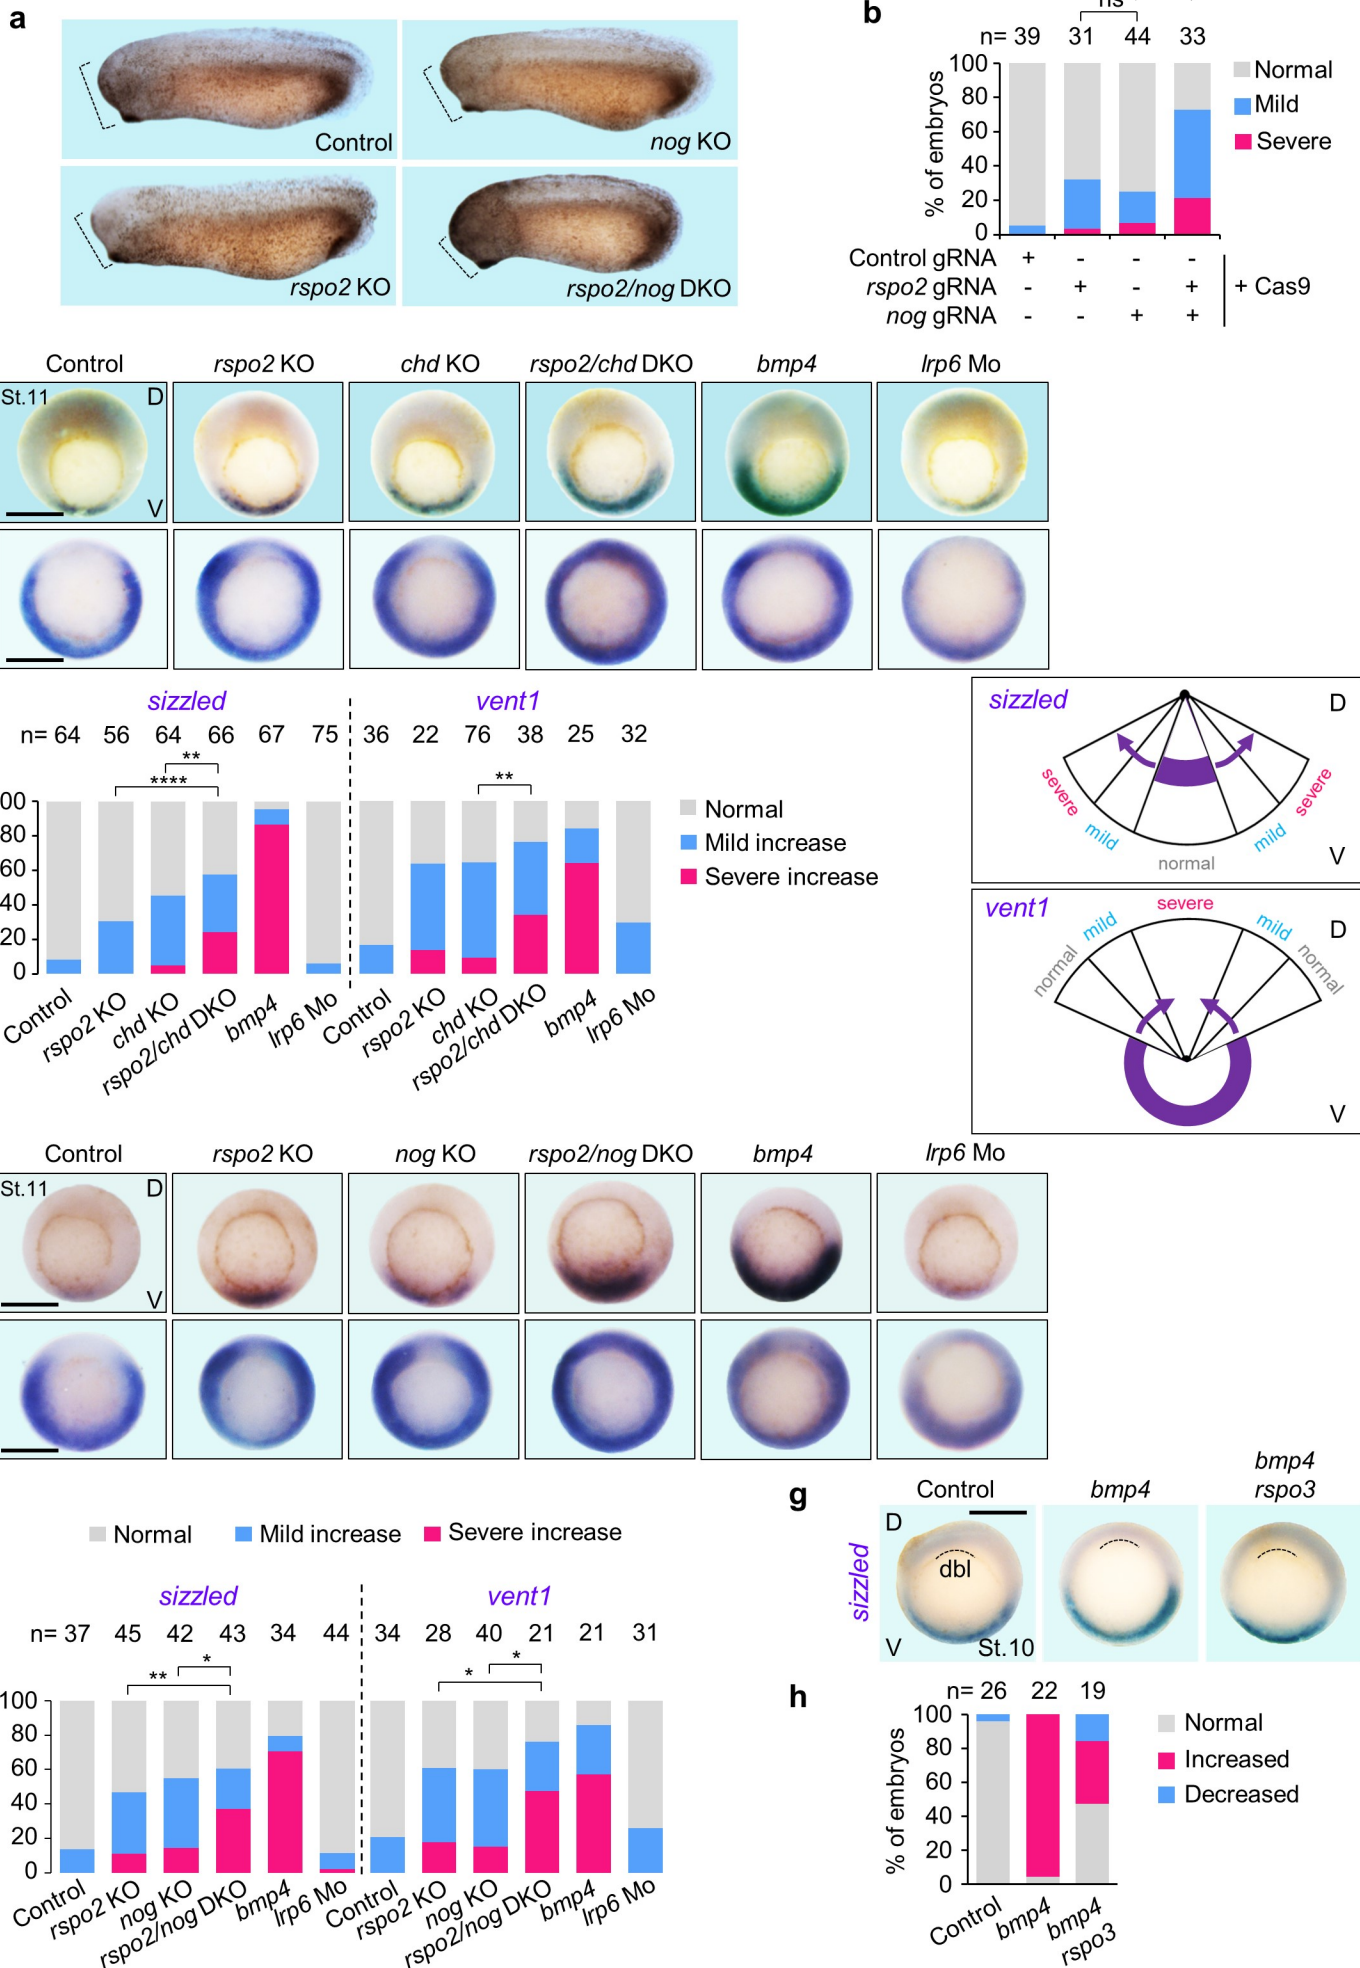 a
Control
nog KO
rspo2 KO
rspo2/nog DKO
b
ns
n= 39 31 44 33
100
80
60
40
20
0
% of embryos
Normal
Mild
Severe
Control gRNA + - - -
rspo2 gRNA - + - +
nog gRNA - - + +
+ Cas9
Control rspo2 KO chd KO rspo2/chd DKO bmp4 lrp6 Mo
St.11 D
V
sizzled vent1
n= 64 56 64 66 67 75 36 22 76 38 25 32
**
****
**
00
80
60
40
20
0
Normal
Mild increase
Severe increase
Control
rspo2 KO
chd KO
rspo2/chd DKO
bmp4
lrp6 Mo
Control
rspo2 KO
chd KO
rspo2/chd DKO
bmp4
lrp6 Mo
sizzled D
severe
mild
normal
mild
severe
V
vent1 D
normal
mild
severe
mild
normal
V
Control rspo2 KO nog KO rspo2/nog DKO bmp4 lrp6 Mo
St.11 D
V
Normal Mild increase Severe increase
sizzled vent1
n= 37 45 42 43 34 44 34 28 40 21 21 31
*
**
*
*
100
80
60
40
20
0
Control
rspo2 KO
nog KO
rspo2/nog DKO
bmp4
lrp6 Mo
Control
rspo2 KO
nog KO
rspo2/nog DKO
bmp4
lrp6 Mo
g
Control
bmp4
bmp4
rspo3
sizzled
D
dbl
V St.10
h
n= 26 22 19
100
80
60
40
20
0
% of embryos
Normal
Increased
Decreased
Control
bmp4
bmp4
rspo3